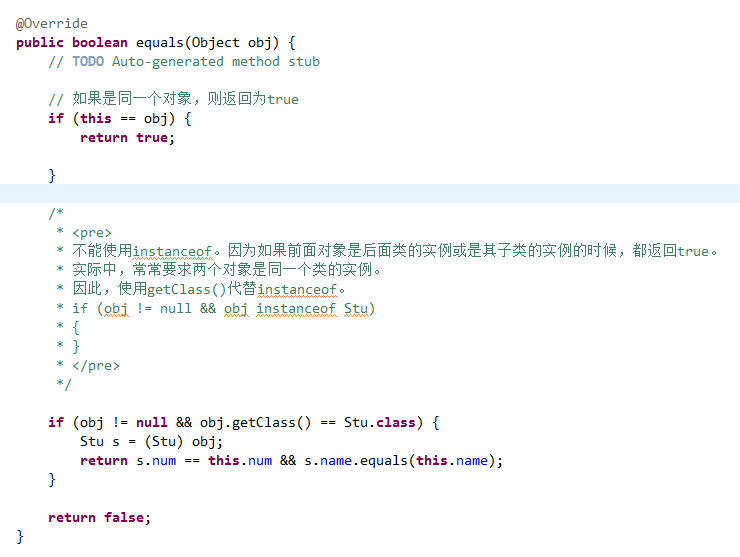 @Override
public boolean equals(Object obj) {
    // TODO Auto-generated method stub

    // 如果是同一个对象，则返回为true
    if (this == obj) {
        return true;

    }

    /*
     * <pre>
     * 不能使用instanceof。因为如果前面对象是后面类的实例或是其子类的实例的时候，都返回true。
     * 实际中，常常要求两个对象是同一个类的实例。
     * 因此，使用getClass()代替instanceof。
     * if (obj != null && obj instanceof Stu)
     * {
     * }
     * </pre>
     */

    if (obj != null && obj.getClass() == Stu.class) {
        Stu s = (Stu) obj;
        return s.num == this.num && s.name.equals(this.name);
    }

    return false;
}